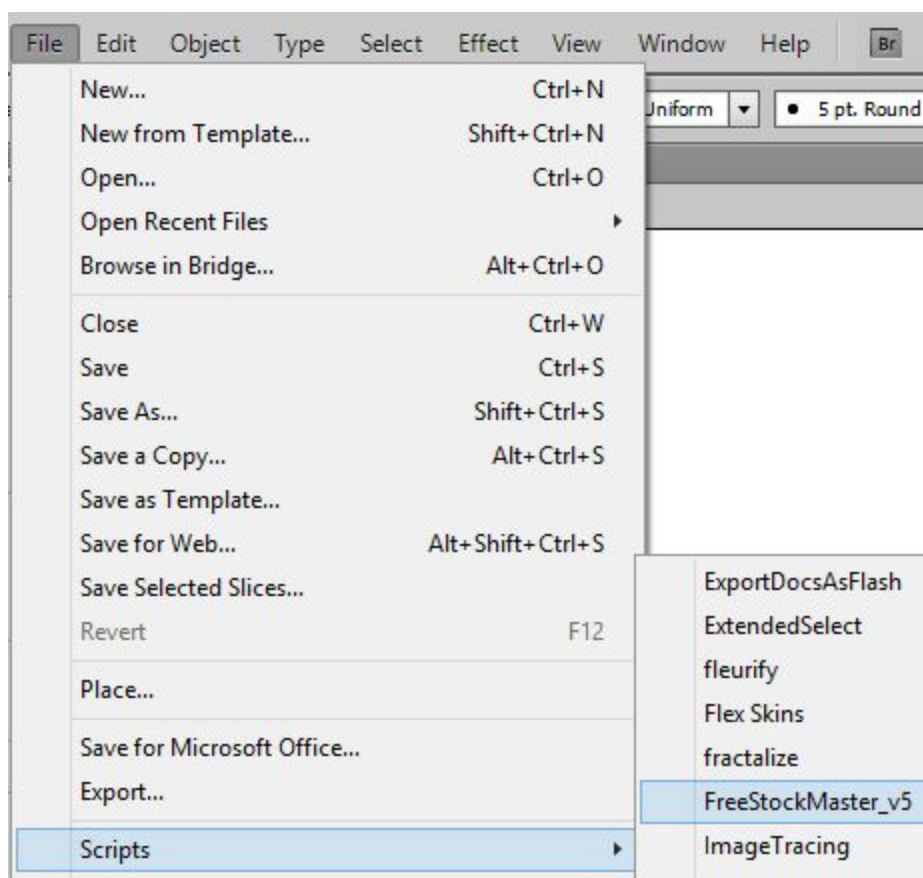 File Edit Object Type Select Effect View Window Help Br
New... Ctrl+N
Uniform 5 pt. Round
New from Template... Shift+Ctrl+N
Open... Ctrl+O
Open Recent Files
Browse in Bridge... Alt+Ctrl+O
Close Ctrl+W
Save Ctrl+S
Save As... Shift+Ctrl+S
Save a Copy... Alt+Ctrl+S
Save as Template...
Save for Web... Alt+Shift+Ctrl+S
Save Selected Slices...
Revert F12
Place...
Save for Microsoft Office...
Export...
Scripts
ExportDocsAsFlash
ExtendedSelect
fleurify
Flex Skins
fractalize
FreeStockMaster_v5
ImageTracing